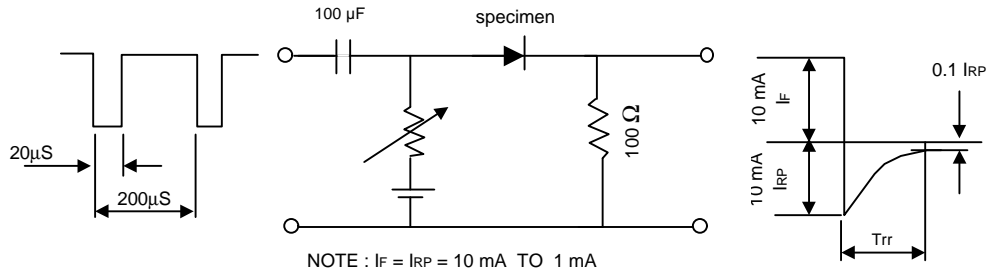 100 µF
specimen
20µS
200µS
100 Ω
10 mA
IF
10 mA
IRP
0.1 IRP
Trr
NOTE : IF = IRP = 10 mA TO 1 mA